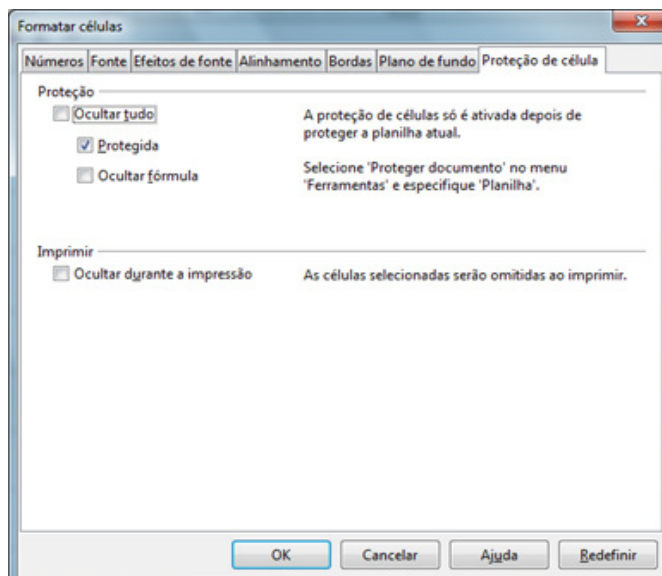 Formatar células
Números Fonte Efeitos de fonte Alinhamento Bordas Plano de fundo Proteção de célula
Proteção
Ocultar tudo
Protegida
Ocultar fórmula
A proteção de células só é ativada depois de
proteger a planilha atual.
Selecione 'Proteger documento' no menu
'Ferramentas' e especifique 'Planilha'.
Imprimir
Ocultar durante a impressão
As células selecionadas serão omitidas ao imprimir.
OK Cancelar Ajuda Redefinir